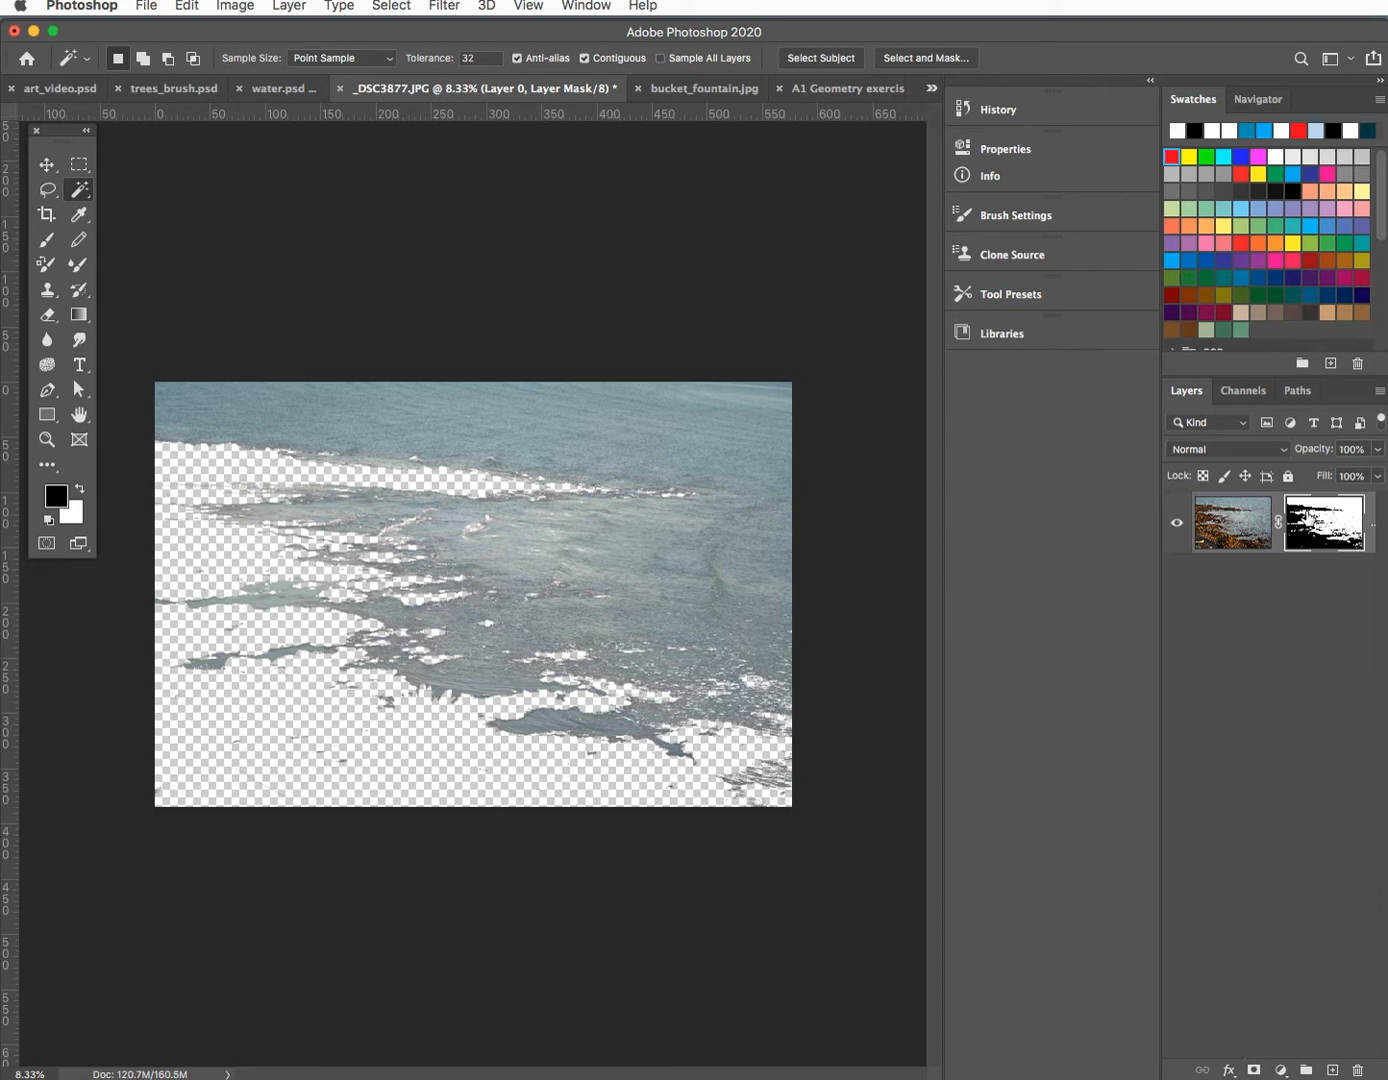 Photoshop File Edit Image Layer Type Select Filter 3D View Window Help
Adobe Photoshop 2020
Sample Size: Point Sample Tolerance: 32 Anti-alias Contiguous Sample All Layers Select Subject Select and Mask...
art_video.psd trees_brush.psd water.psd ... _DSC3877.JPG @ 8.33% (Layer 0, Layer Mask/8) * bucket_fountain.jpg A1 Geometry exercis
100 50 0 50 100 150 200 250 300 350 400 450 500 550 600 650
History
Properties
Info
Brush Settings
Clone Source
Tool Presets
Libraries
Swatches Navigator
Layers Channels Paths
Kind
Normal Opacity: 100%
Lock: Fill: 100%
8.33% Doc: 120.7M/160.5M